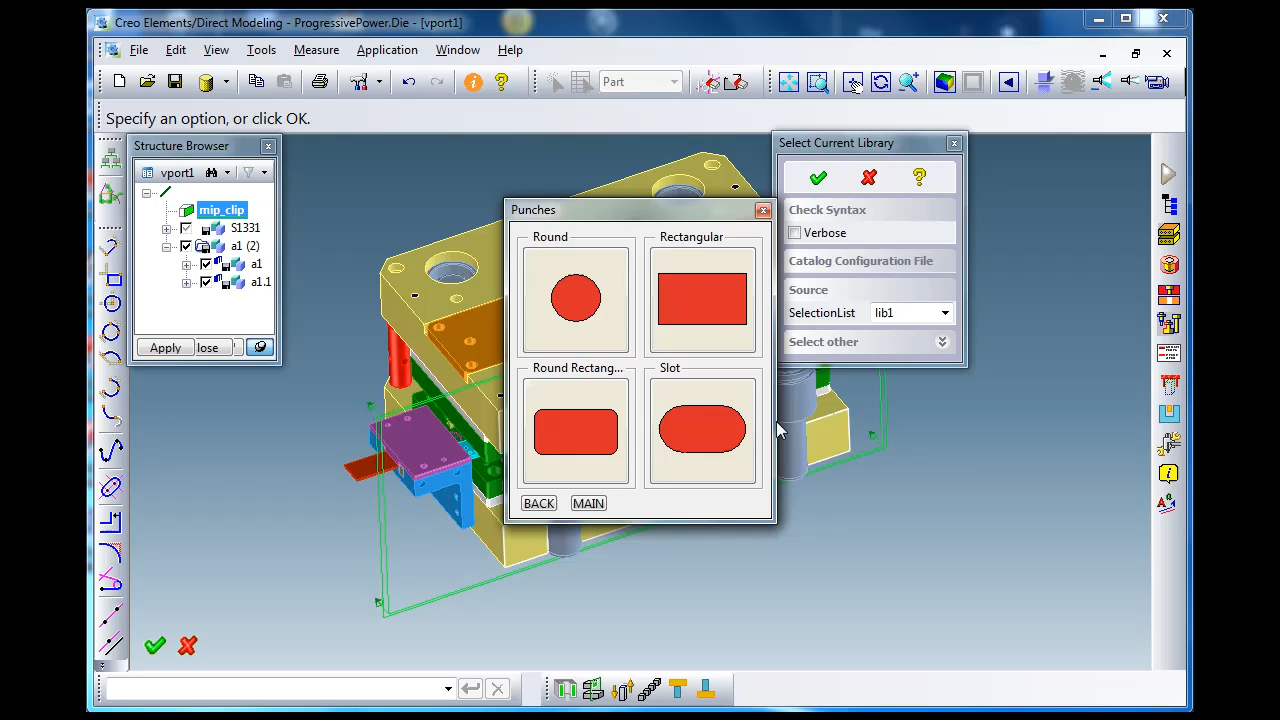 Creo Elements/Direct Modeling - ProgressivePower.Die - [vport1]
File Edit View Tools Measure Application Window Help
Part
Specify an option, or click OK.
Structure Browser
vport1
mip_clip
S1331
a1 (2)
a1
a1.1
Apply
lose
Punches
Round
Rectangular
Round Rectang...
Slot
BACK
MAIN
Select Current Library
Check Syntax
Verbose
Catalog Configuration File
Source
SelectionList
lib1
Select other